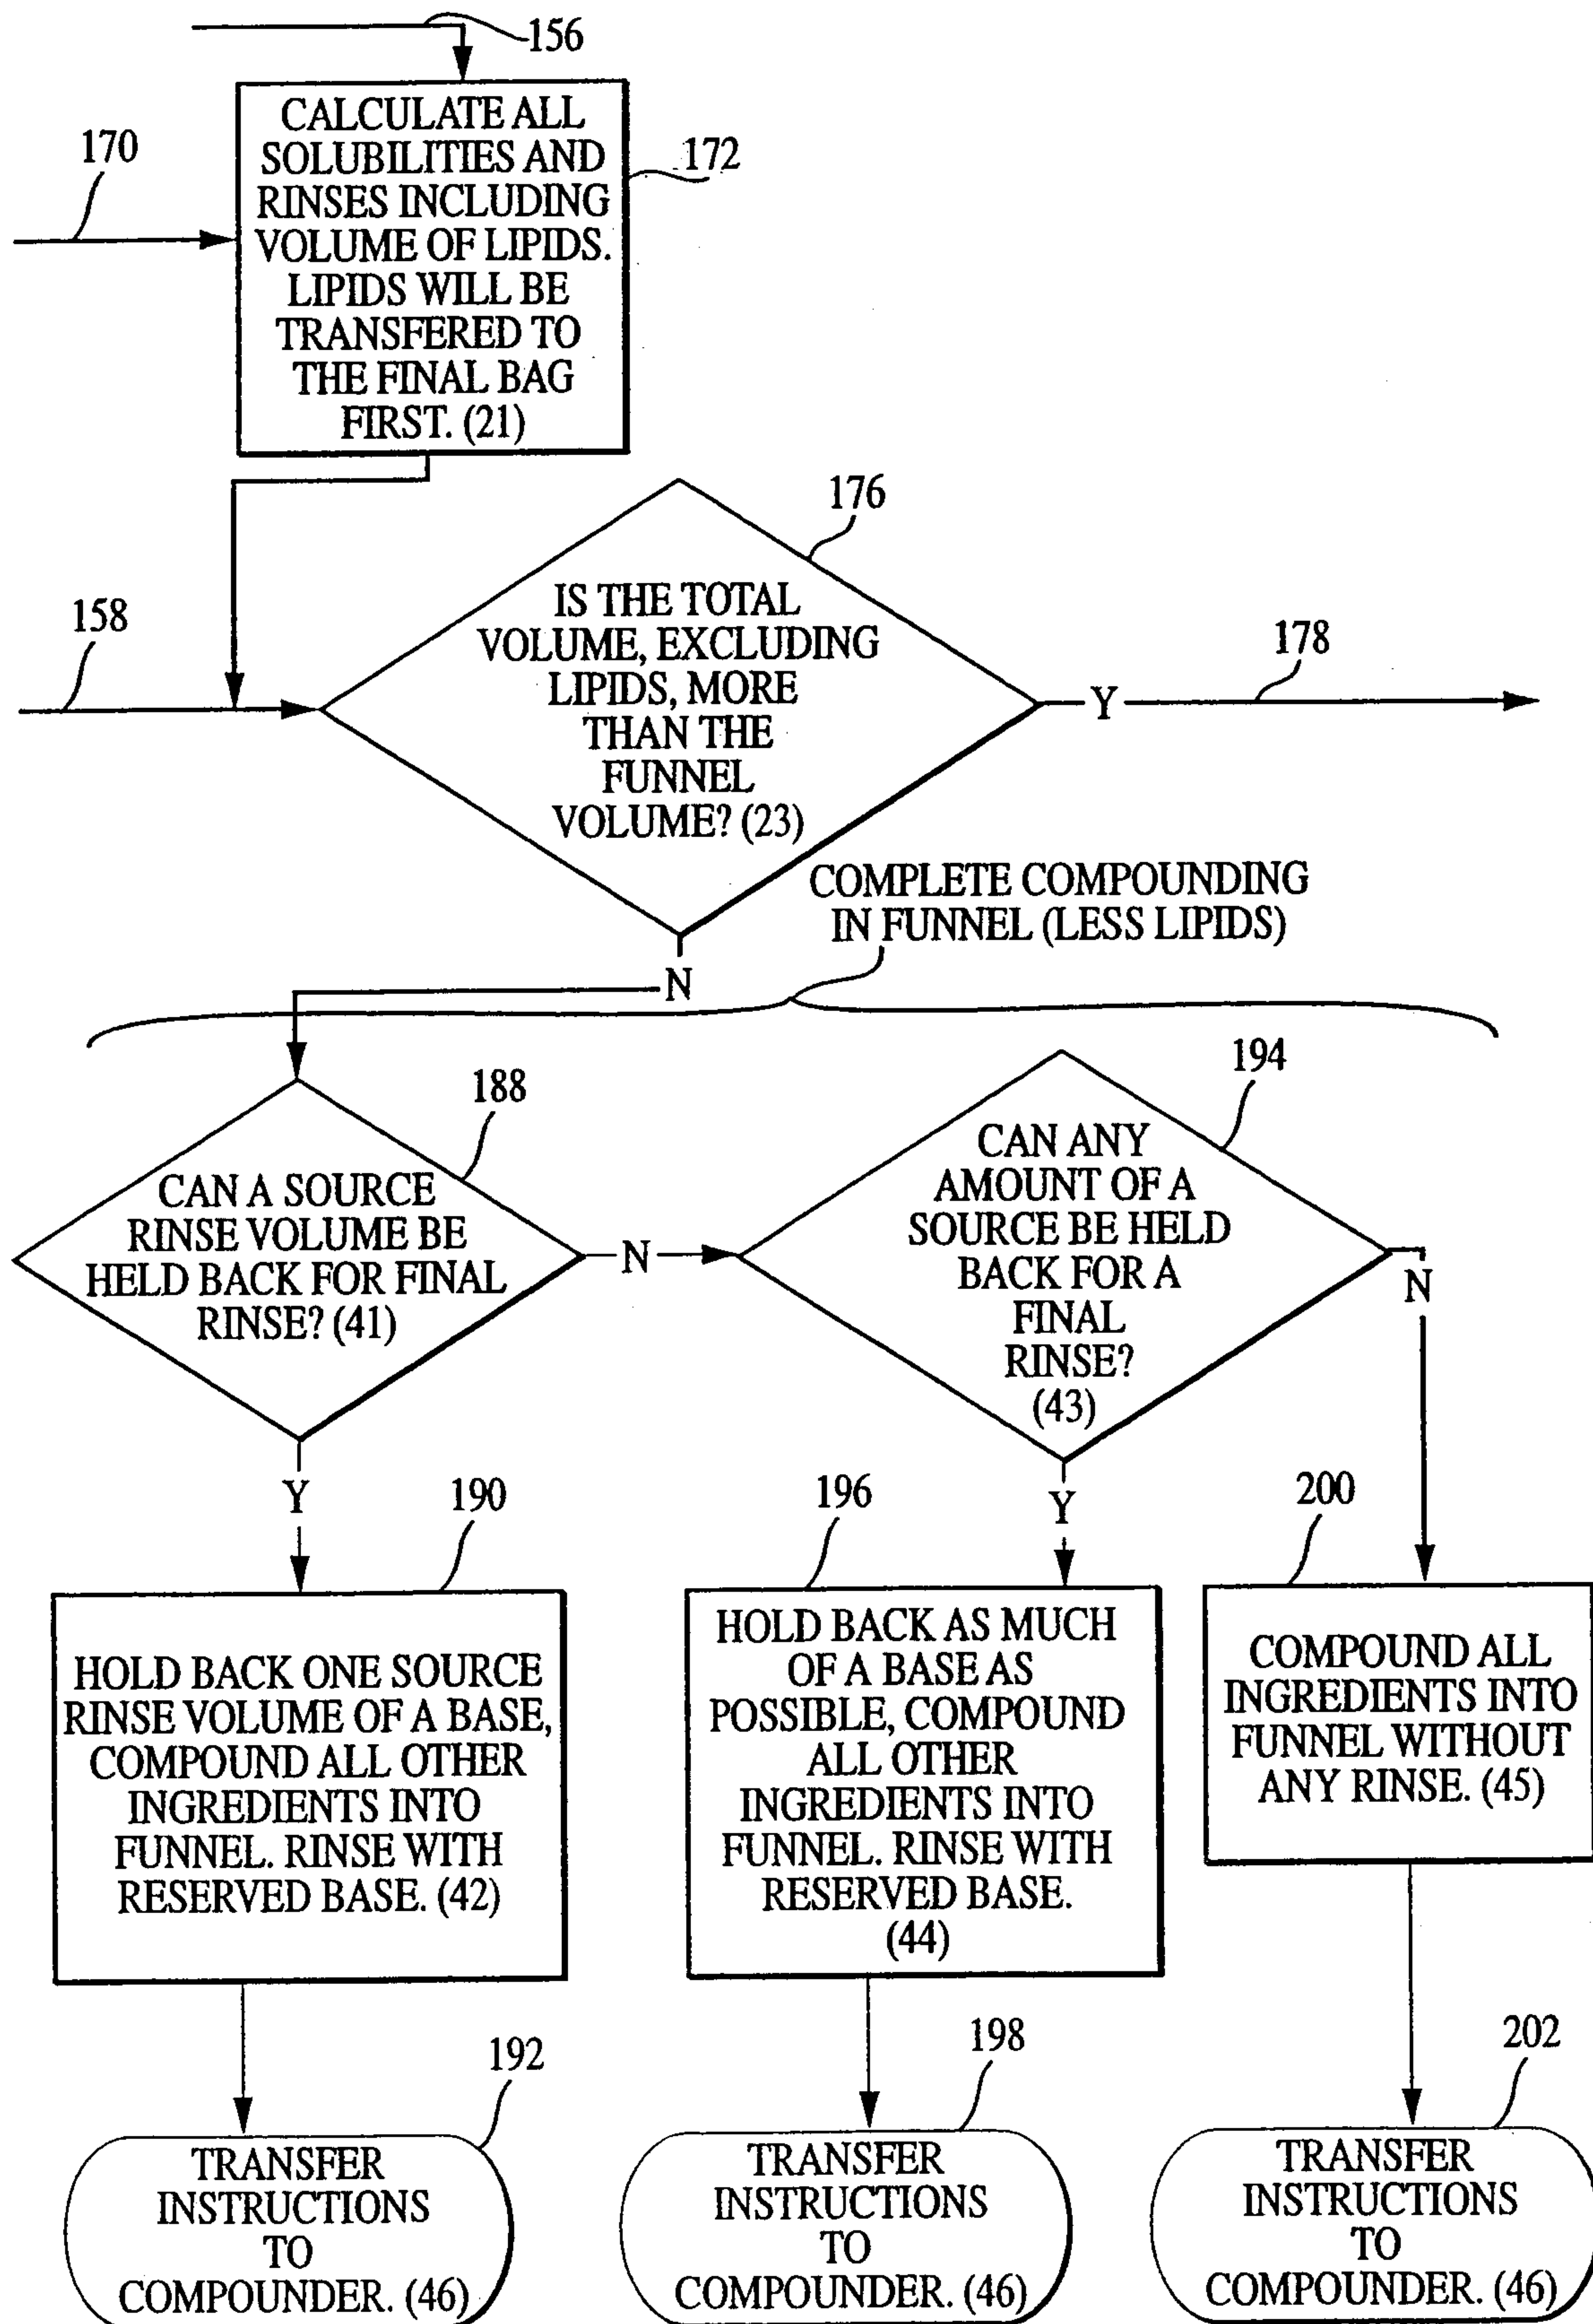 156
CALCULATE ALL
SOLUBILITIES AND
RINSES INCLUDING
VOLUME OF LIPIDS.
LIPIDS WILL BE
TRANSFERED TO
THE FINAL BAG
FIRST. (21)
170
172
176
IS THE TOTAL
VOLUME, EXCLUDING
LIPIDS, MORE
THAN THE
FUNNEL
VOLUME? (23)
158
Y
178
COMPLETE COMPOUNDING
IN FUNNEL (LESS LIPIDS)
N
188
CAN A SOURCE
RINSE VOLUME BE
HELD BACK FOR FINAL
RINSE? (41)
N
194
CAN ANY
AMOUNT OF A
SOURCE BE HELD
BACK FOR A
FINAL
RINSE?
(43)
N
Y
190
Y
196
200
HOLD BACK ONE SOURCE
RINSE VOLUME OF A BASE,
COMPOUND ALL OTHER
INGREDIENTS INTO
FUNNEL. RINSE WITH
RESERVED BASE. (42)
HOLD BACK AS MUCH
OF A BASE AS
POSSIBLE, COMPOUND
ALL OTHER
INGREDIENTS INTO
FUNNEL. RINSE WITH
RESERVED BASE.
(44)
COMPOUND ALL
INGREDIENTS INTO
FUNNEL WITHOUT
ANY RINSE. (45)
192
TRANSFER
INSTRUCTIONS
TO
COMPOUNDER. (46)
198
TRANSFER
INSTRUCTIONS
TO
COMPOUNDER. (46)
202
TRANSFER
INSTRUCTIONS
TO
COMPOUNDER. (46)